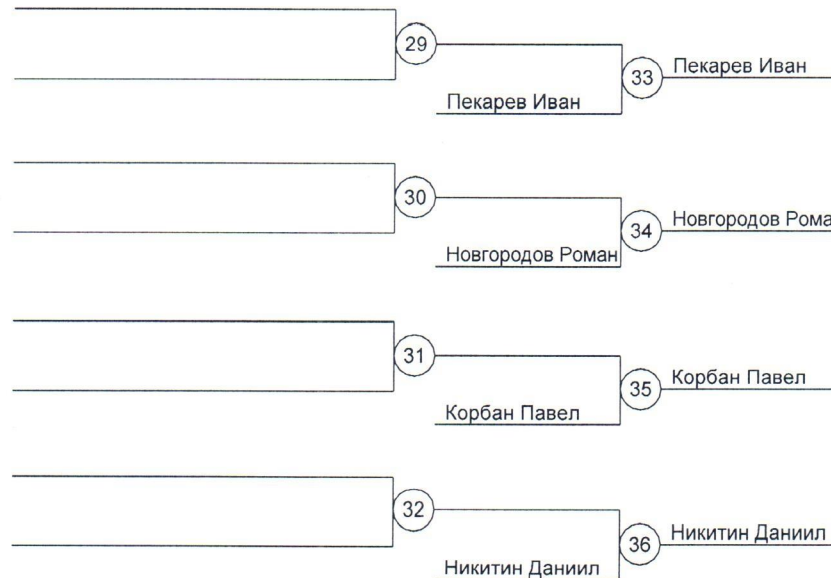 29
33
Пекарев Иван
Пекарев Иван
30
34
Новгородов Рома
Новгородов Роман
31
35
Корбан Павел
Корбан Павел
32
36
Никитин Даниил
Никитин Даниил